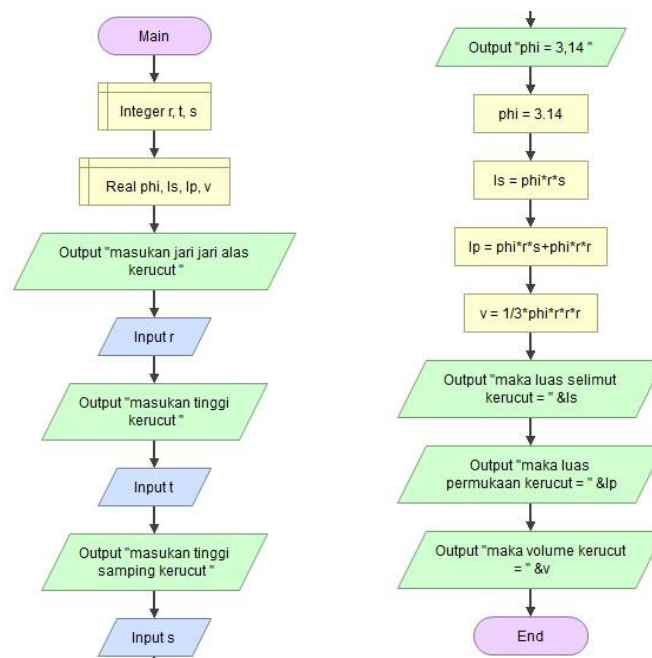 Main
Integer r, t, s
Real phi, ls, lp, v
Output "masukan jari jari alas
kerucut "
Input r
Output "masukan tinggi
kerucut "
Input t
Output "masukan tinggi
samping kerucut "
Input s
Output "phi = 3,14 "
phi = 3.14
ls = phi*r*s
lp = phi*r*s+phi*r*r
v = 1/3*phi*r*r*r
Output "maka luas selimut
kerucut = " &ls
Output "maka luas
permukaan kerucut = " &lp
Output "maka volume kerucut
= " &v
End